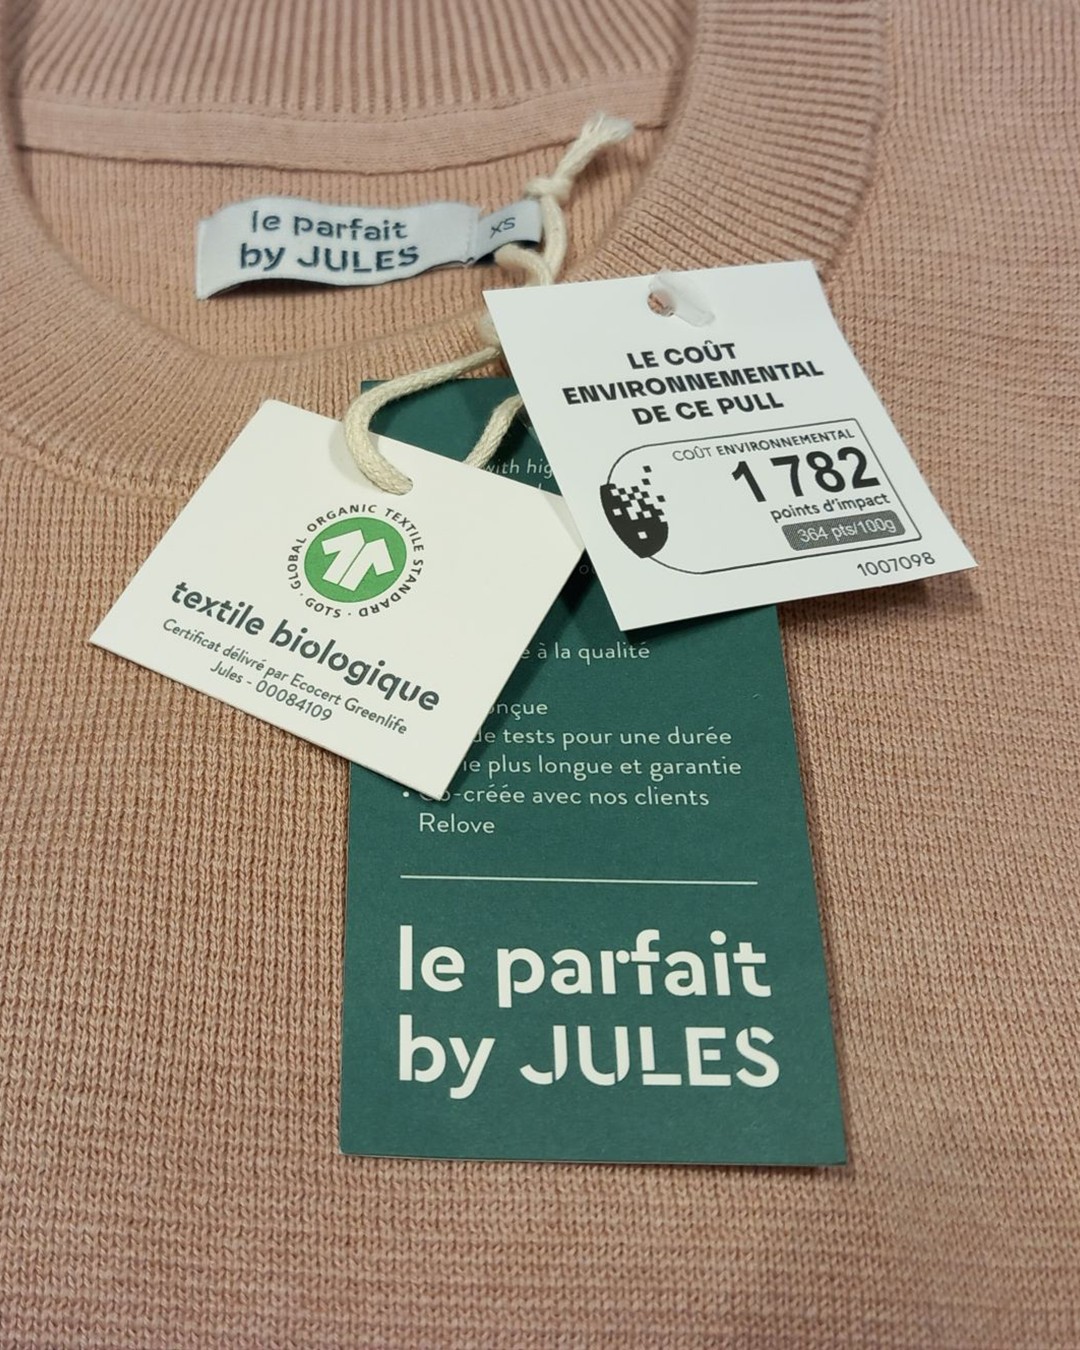 le parfait
by JULES
XS
LE COÛT
ENVIRONNEMENTAL
DE CE PULL
COÛT ENVIRONNEMENTAL
1 782
points d'impact
364 pts/100g
1007098
GLOBAL ORGANIC TEXTILE STANDARD
· GOTS ·
textile biologique
Certificat délivré par Ecocert Greenlife
Jules - 00084109
with
à la qualité
de tests pour une durée
plus longue et garantie
• Co-créée avec nos clients
Relove
le parfait
by JULES